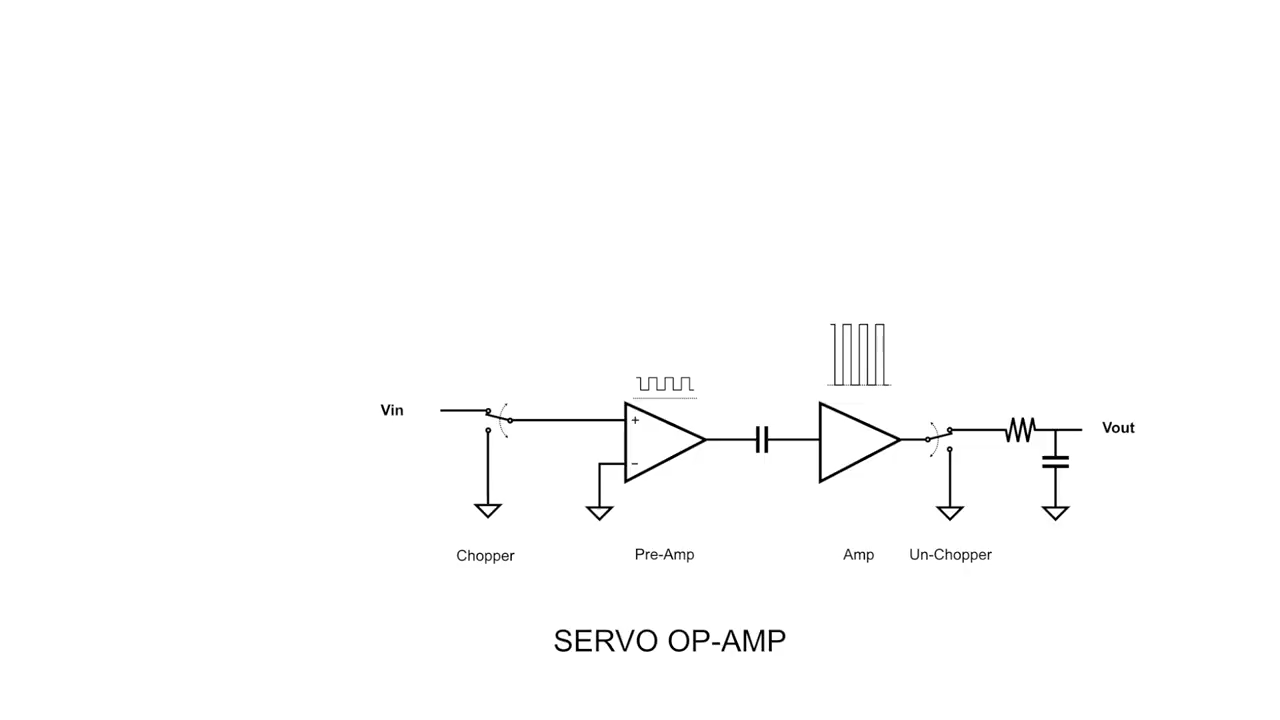 Vin
+
−
Vout
Chopper
Pre-Amp
Amp
Un-Chopper
SERVO OP-AMP